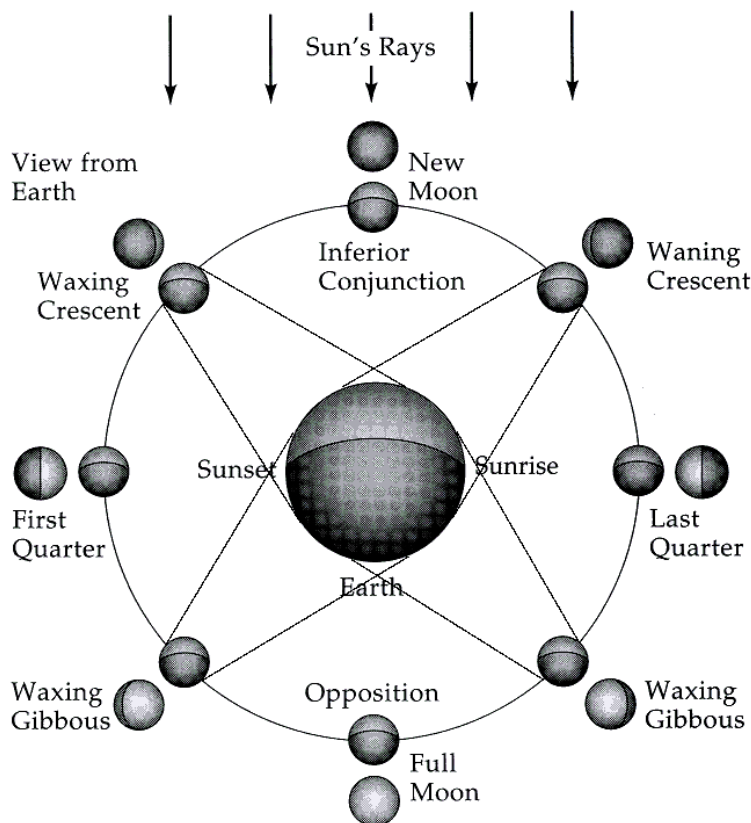 Sun's Rays
View from
Earth
New
Moon
Inferior
Conjunction
Waxing
Crescent
Waning
Crescent
Sunset
Sunrise
First
Quarter
Last
Quarter
Earth
Waxing
Gibbous
Opposition
Waxing
Gibbous
Full
Moon